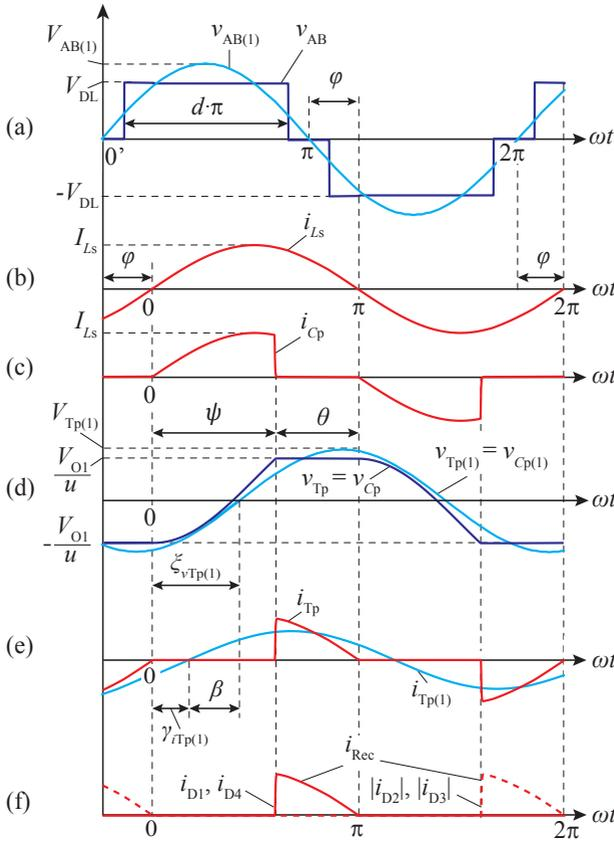 V_AB(1) v_AB(1) v_AB
V_DL φ
(a) d·π
0’ π 2π ωt
-V_DL
I_Ls i_Ls
φ φ
(b) 0 π 2π ωt
I_Ls i_Cp
(c) 0 ωt
V_Tp(1) ψ θ
V_O1/u v_Tp(1) = v_Cp(1)
(d) v_Tp = v_Cp
0 ωt
-V_O1/u
ξ_vTp(1)
i_Tp
(e) 0 ωt
β i_Tp(1)
γ_iTp(1)
i_Rec
i_D1, i_D4 |i_D2|, |i_D3|
(f) 0 π 2π ωt